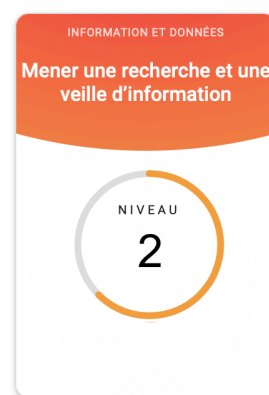 INFORMATION ET DONNÉES
Mener une recherche et une
veille d'information
NIVEAU
2